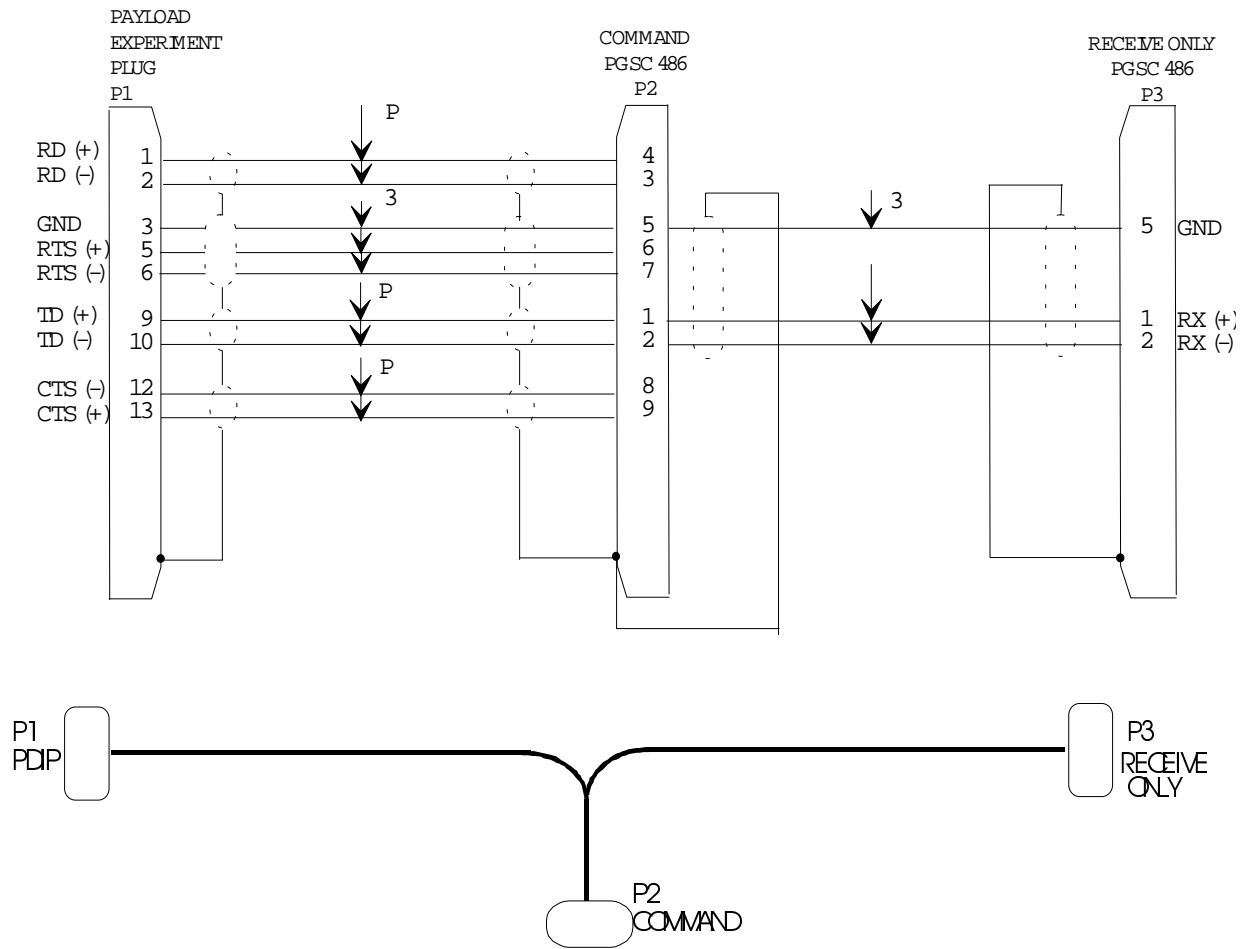 PAYLOAD
EXPERIMENT
PLUG
P1
COMMAND
PGSC 486
P2
RECEIVE ONLY
PGSC 486
P3
P
RD (+) 1 4
RD (-) 2 3
3
GND 3 5 3 5 GND
RTS (+) 5 6
RTS (-) 6 7
P
TD (+) 9 1 1 RX (+)
TD (-) 10 2 2 RX (-)
P
CTS (-) 12 8
CTS (+) 13 9
P1
PDIP
P3
RECEIVE
ONLY
P2
COMMAND